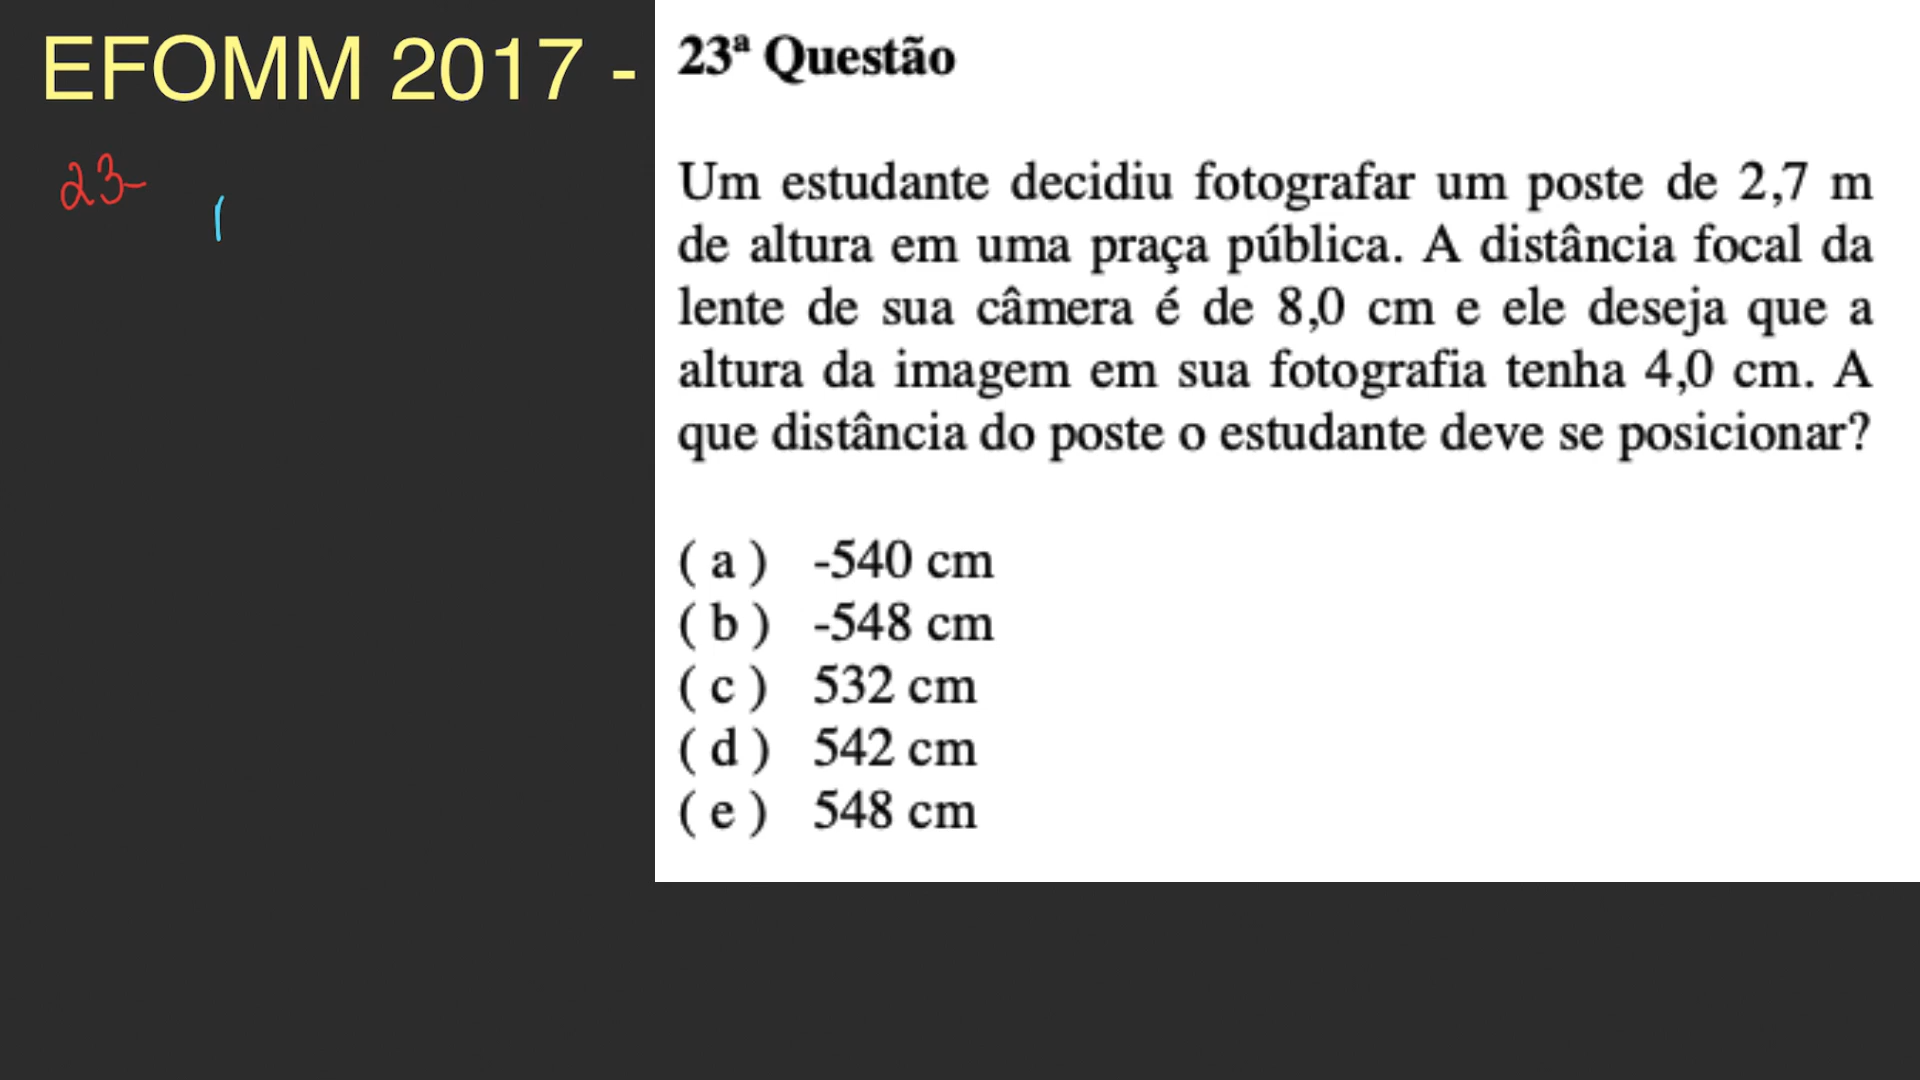 EFOMM 2017 -
23-
23ª Questão
Um estudante decidiu fotografar um poste de 2,7 m
de altura em uma praça pública. A distância focal da
lente de sua câmera é de 8,0 cm e ele deseja que a
altura da imagem em sua fotografia tenha 4,0 cm. A
que distância do poste o estudante deve se posicionar?
( a ) -540 cm
( b ) -548 cm
( c ) 532 cm
( d ) 542 cm
( e ) 548 cm